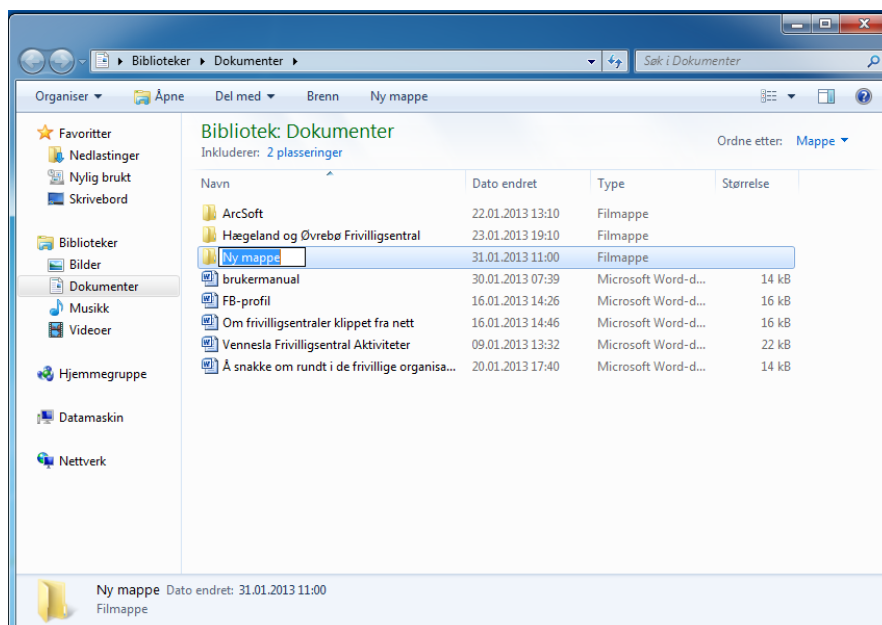 Biblioteker Dokumenter Søk i Dokumenter
Organiser Åpne Del med Brenn Ny mappe
Favoritter
Nedlastinger
Nylig brukt
Skrivebord
Biblioteker
Bilder
Dokumenter
Musikk
Videoer
Hjemmegruppe
Datamaskin
Nettverk
Bibliotek: Dokumenter
Inkluderer: 2 plasseringer
Ordne etter: Mappe
Navn Dato endret Type Størrelse
ArcSoft 22.01.2013 13:10 Filmappe
Hægeland og Øvrebø Frivilligsentral 23.01.2013 19:10 Filmappe
Ny mappe 31.01.2013 11:00 Filmappe
brukermanual 30.01.2013 07:39 Microsoft Word-d... 14 kB
FB-profil 16.01.2013 14:26 Microsoft Word-d... 16 kB
Om frivilligsentraler klippet fra nett 16.01.2013 14:46 Microsoft Word-d... 16 kB
Vennesla Frivilligsentral Aktiviteter 09.01.2013 13:32 Microsoft Word-d... 22 kB
Å snakke om rundt i de frivillige organisa... 20.01.2013 17:40 Microsoft Word-d... 14 kB
Ny mappe Dato endret: 31.01.2013 11:00
Filmappe